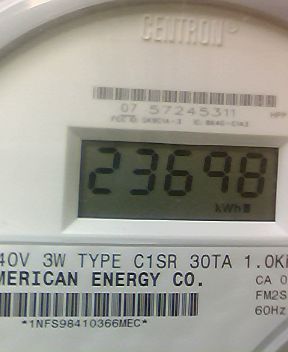 CENTRON®
07 57245311
23698
kWh
40V 3W TYPE C1SR 30TA 1.0K
MERICAN ENERGY CO.
CA 0
FM2S
60Hz
*1NFS98410366MEC*